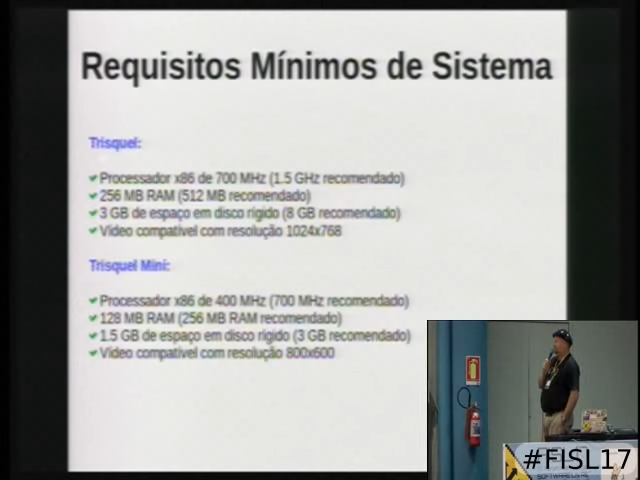 Requisitos Mínimos de Sistema
Trisquel:
Processador x86 de 700 MHz (1.5 GHz recomendado)
256 MB RAM (512 MB recomendado)
3 GB de espaço em disco rígido (8 GB recomendado)
Vídeo compatível com resolução 1024x768
Trisquel Mini:
Processador x86 de 400 MHz (700 MHz recomendado)
128 MB RAM (256 MB RAM recomendado)
1.5 GB de espaço em disco rígido (3 GB recomendado)
Vídeo compatível com resolução 800x600
#FISL17